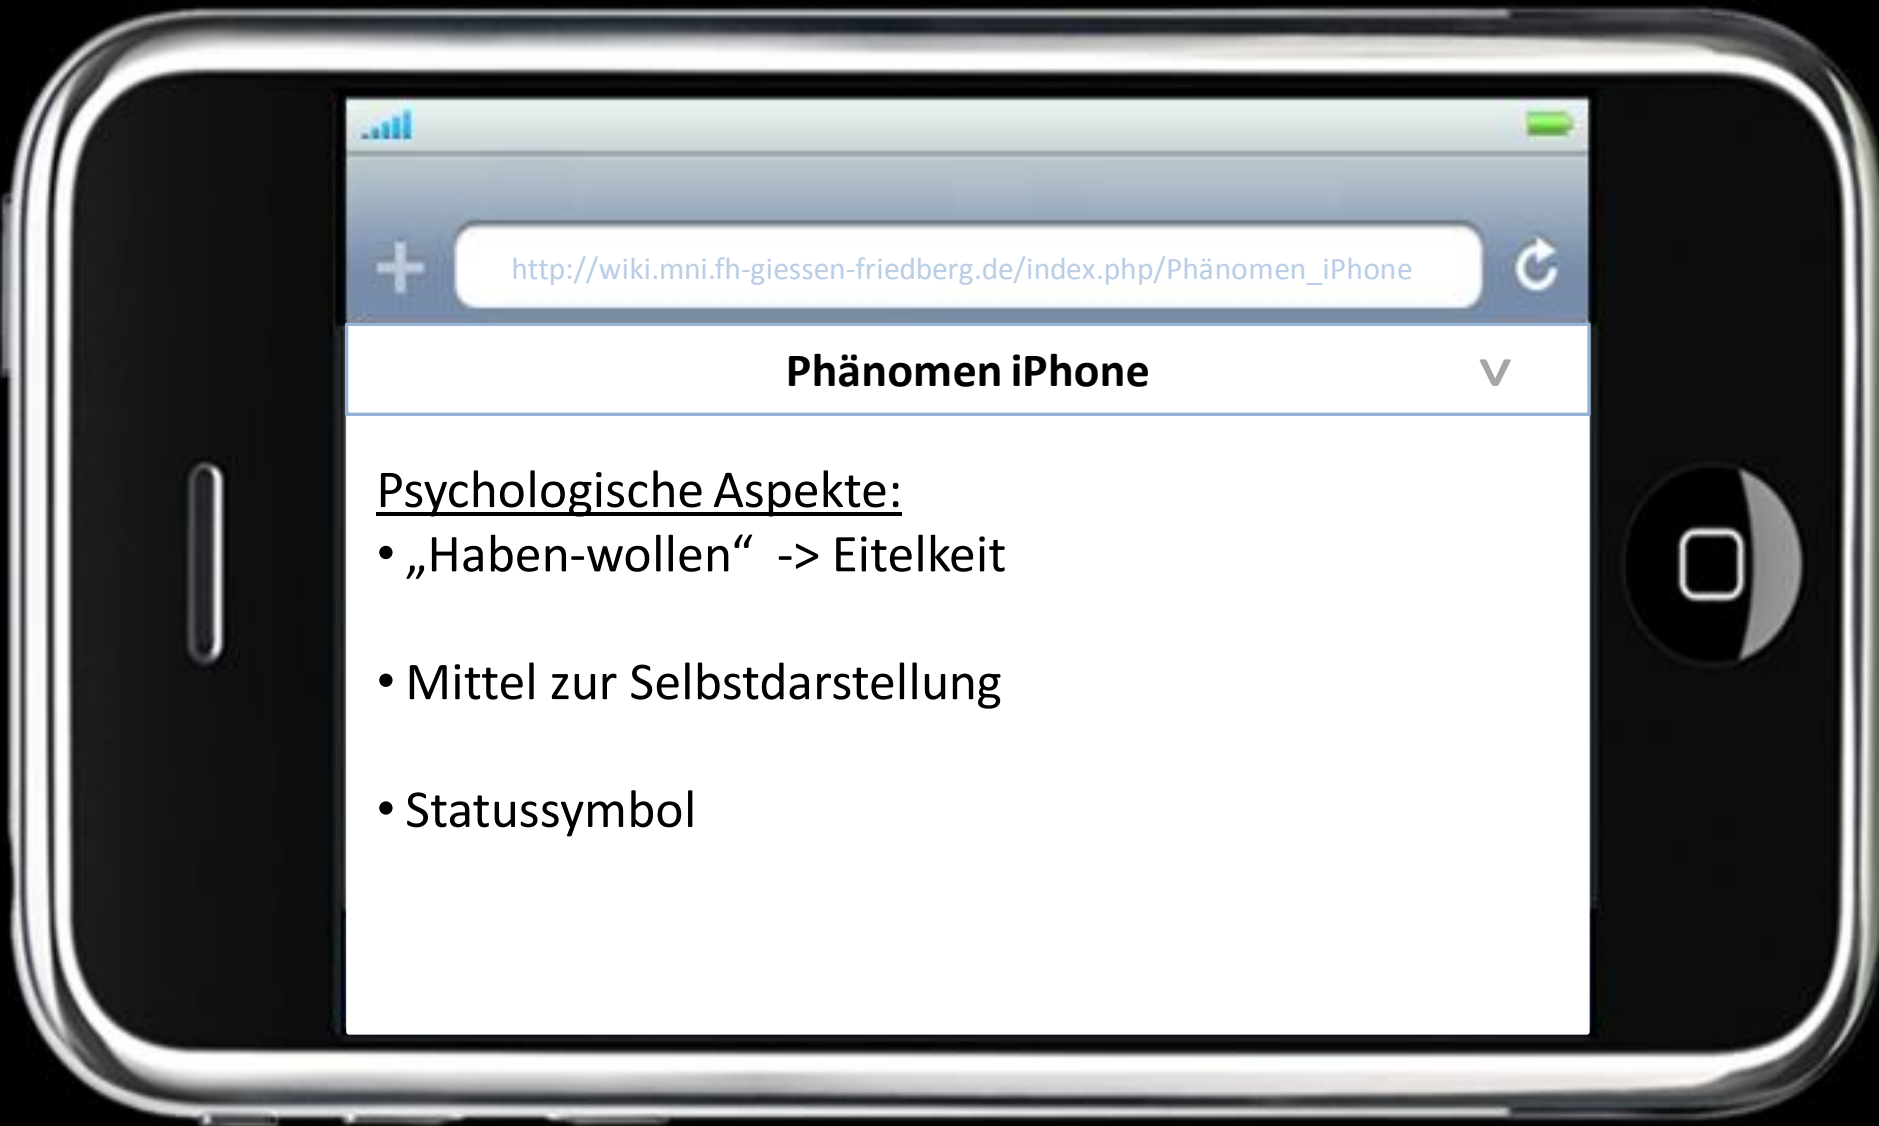 http://wiki.mni.fh-giessen-friedberg.de/index.php/Phänomen_iPhone
Phänomen iPhone v
Psychologische Aspekte:
• „Haben-wollen“ -> Eitelkeit
• Mittel zur Selbstdarstellung
• Statussymbol